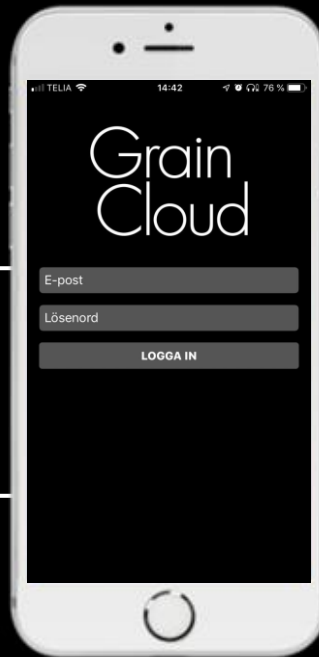 TELIA 14:42 76 %
Grain
Cloud
E-post
Lösenord
LOGGA IN